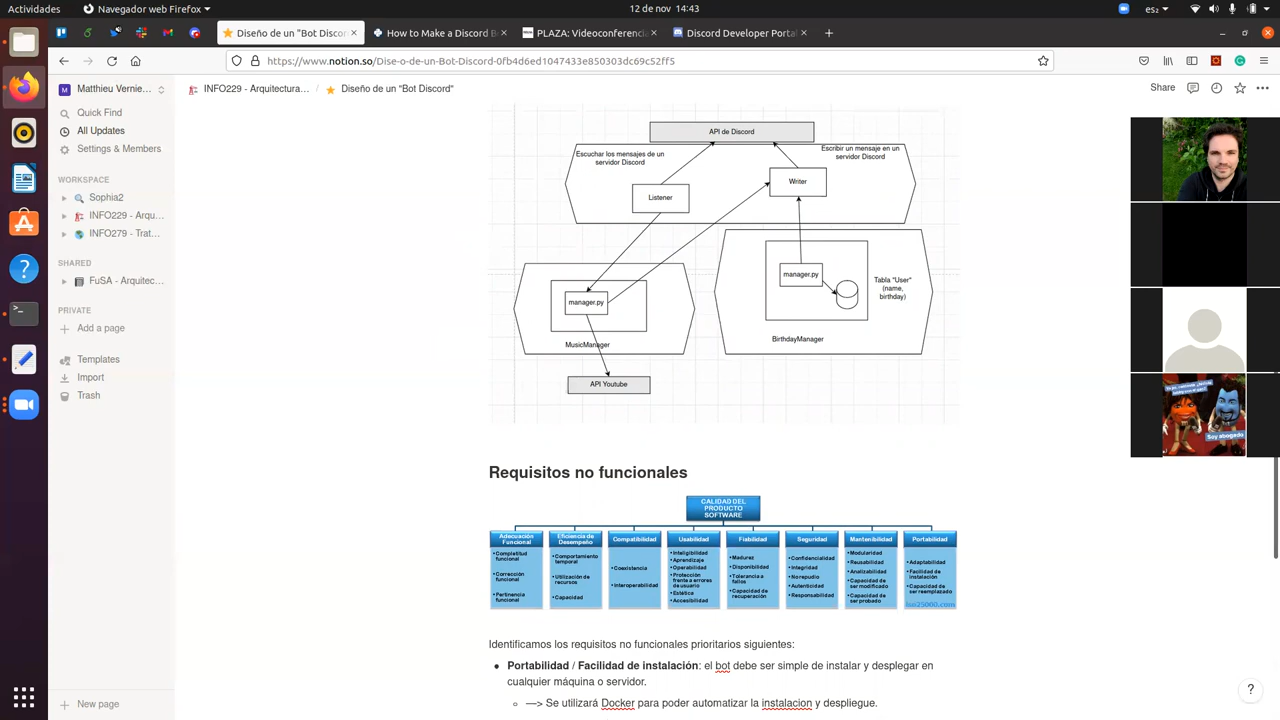 Actividades
Navegador web Firefox
12 de nov 14:43
es₂
Diseño de un "Bot Discord
How to Make a Discord B
PLAZA: Videoconferencia
Discord Developer Portal
https://www.notion.so/Dise-o-de-un-Bot-Discord-0fb4d6ed1047433e850303dc69c52ff5
M
Matthieu Vernie...
INFO229 - Arquitectura... / Diseño de un "Bot Discord"
Share
Quick Find
All Updates
Settings & Members
WORKSPACE
Sophia2
INFO229 - Arqu...
INFO279 - Trat...
SHARED
FuSA - Arquitec...
PRIVATE
Add a page
Templates
Import
Trash
New page
API de Discord
Escuchar los mensajes de un
servidor Discord
Escribir un mensaje en un
servidor Discord
Listener
Writer
manager.py
MusicManager
API Youtube
manager.py
Tabla "User"
(name,
birthday)
BirthdayManager
Requisitos no funcionales
CALIDAD DEL
PRODUCTO
SOFTWARE
Adecuación
Funcional
• Completitud
funcional
• Corrección
funcional
• Pertinencia
funcional
Eficiencia de
Desempeño
• Comportamiento
temporal
• Utilización de
recursos
• Capacidad
Compatibilidad
• Coexistencia
• Interoperabilidad
Usabilidad
• Inteligibilidad
• Aprendizaje
• Operabilidad
• Protección
frente a errores
de usuario
• Estética
• Accesibilidad
Fiabilidad
• Madurez
• Disponibilidad
• Tolerancia a
fallos
• Capacidad de
recuperación
Seguridad
• Confidencialidad
• Integridad
• No repudio
• Autenticidad
• Responsabilidad
Mantenibilidad
• Modularidad
• Reusabilidad
• Analizabilidad
• Capacidad de
ser modificado
• Capacidad de
ser probado
Portabilidad
• Adaptabilidad
• Facilidad de
instalación
• Capacidad de
ser reemplazado
iso25000.com
Identificamos los requisitos no funcionales prioritarios siguientes:
• Portabilidad / Facilidad de instalación: el bot debe ser simple de instalar y desplegar en
cualquier máquina o servidor.
—> Se utilizará Docker para poder automatizar la instalacion y despliegue.
Soy abogado
?